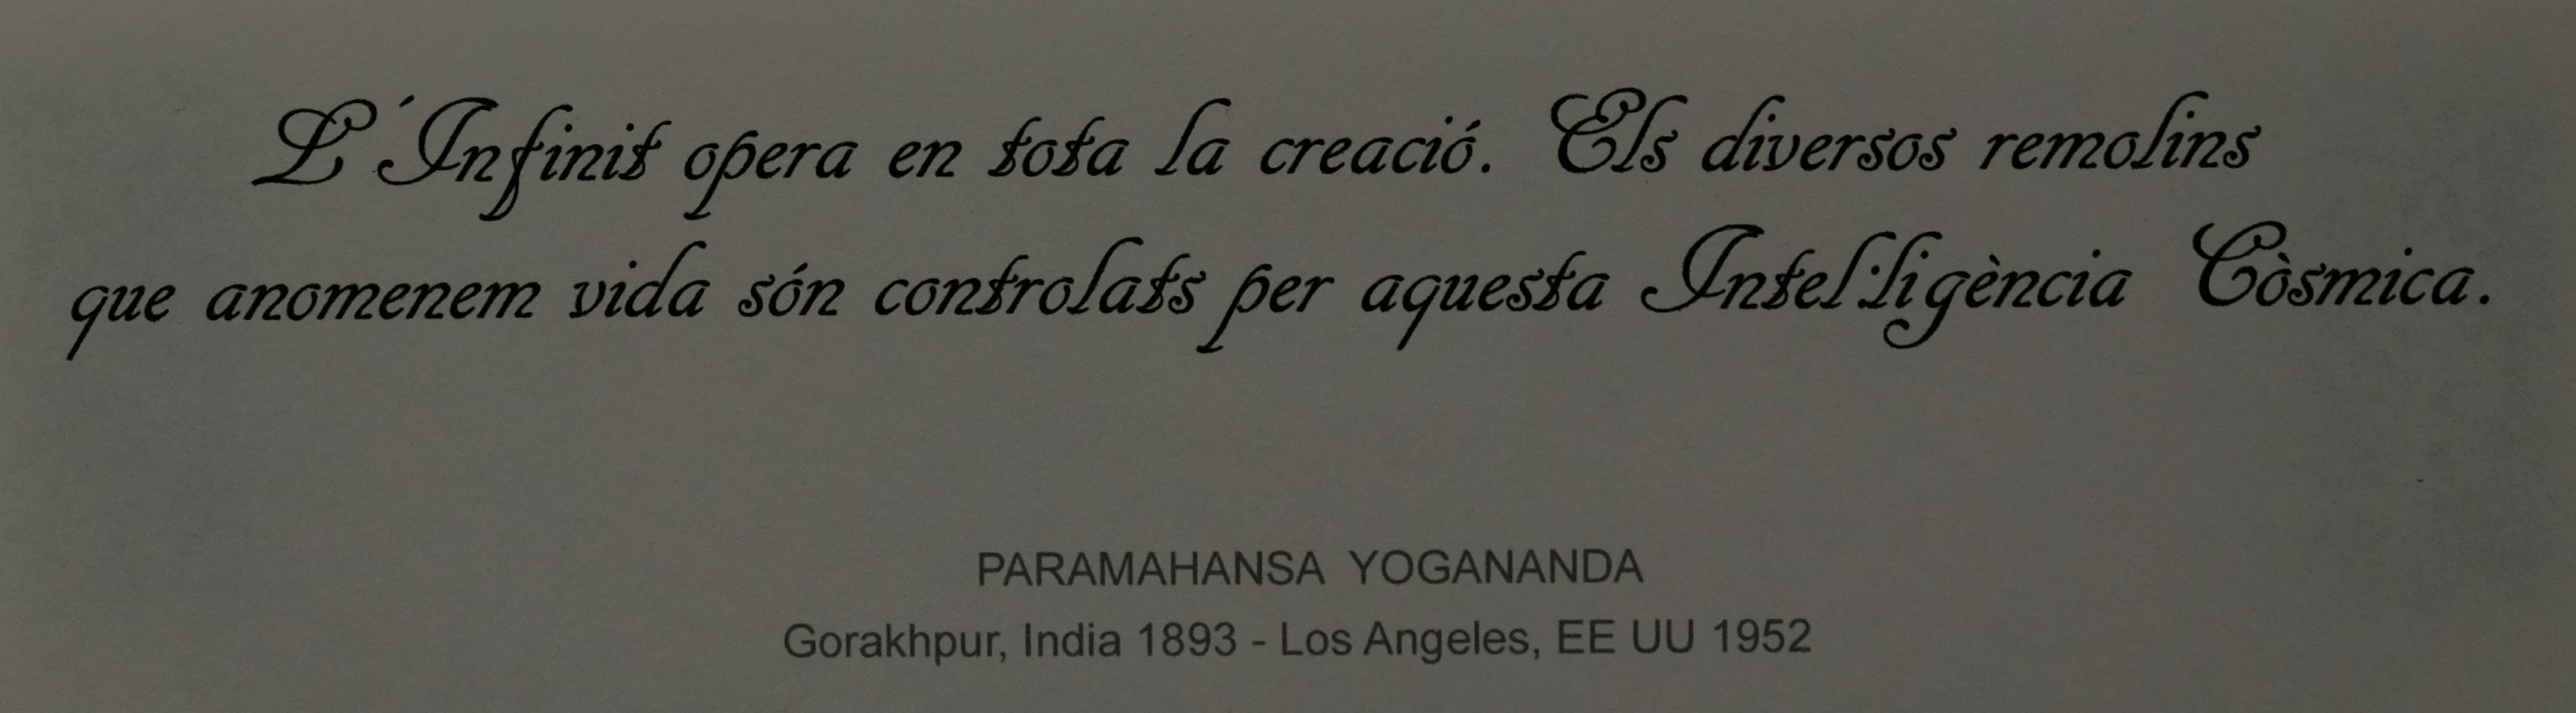 L´Infinit opera en tota la creació. Els diversos remolins
que anomenem vida són controlats per aquesta Intel·ligència Còsmica.
PARAMAHANSA YOGANANDA
Gorakhpur, India 1893 - Los Angeles, EE UU 1952